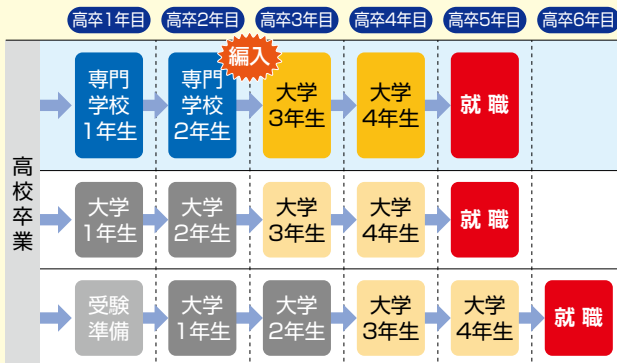 高卒1年目
高卒2年目
高卒3年目
高卒4年目
高卒5年目
高卒6年目
編入
高校卒業
専門
学校
1年生
専門
学校
2年生
大学
3年生
大学
4年生
就職
大学
1年生
大学
2年生
大学
3年生
大学
4年生
就職
受験
準備
大学
1年生
大学
2年生
大学
3年生
大学
4年生
就職